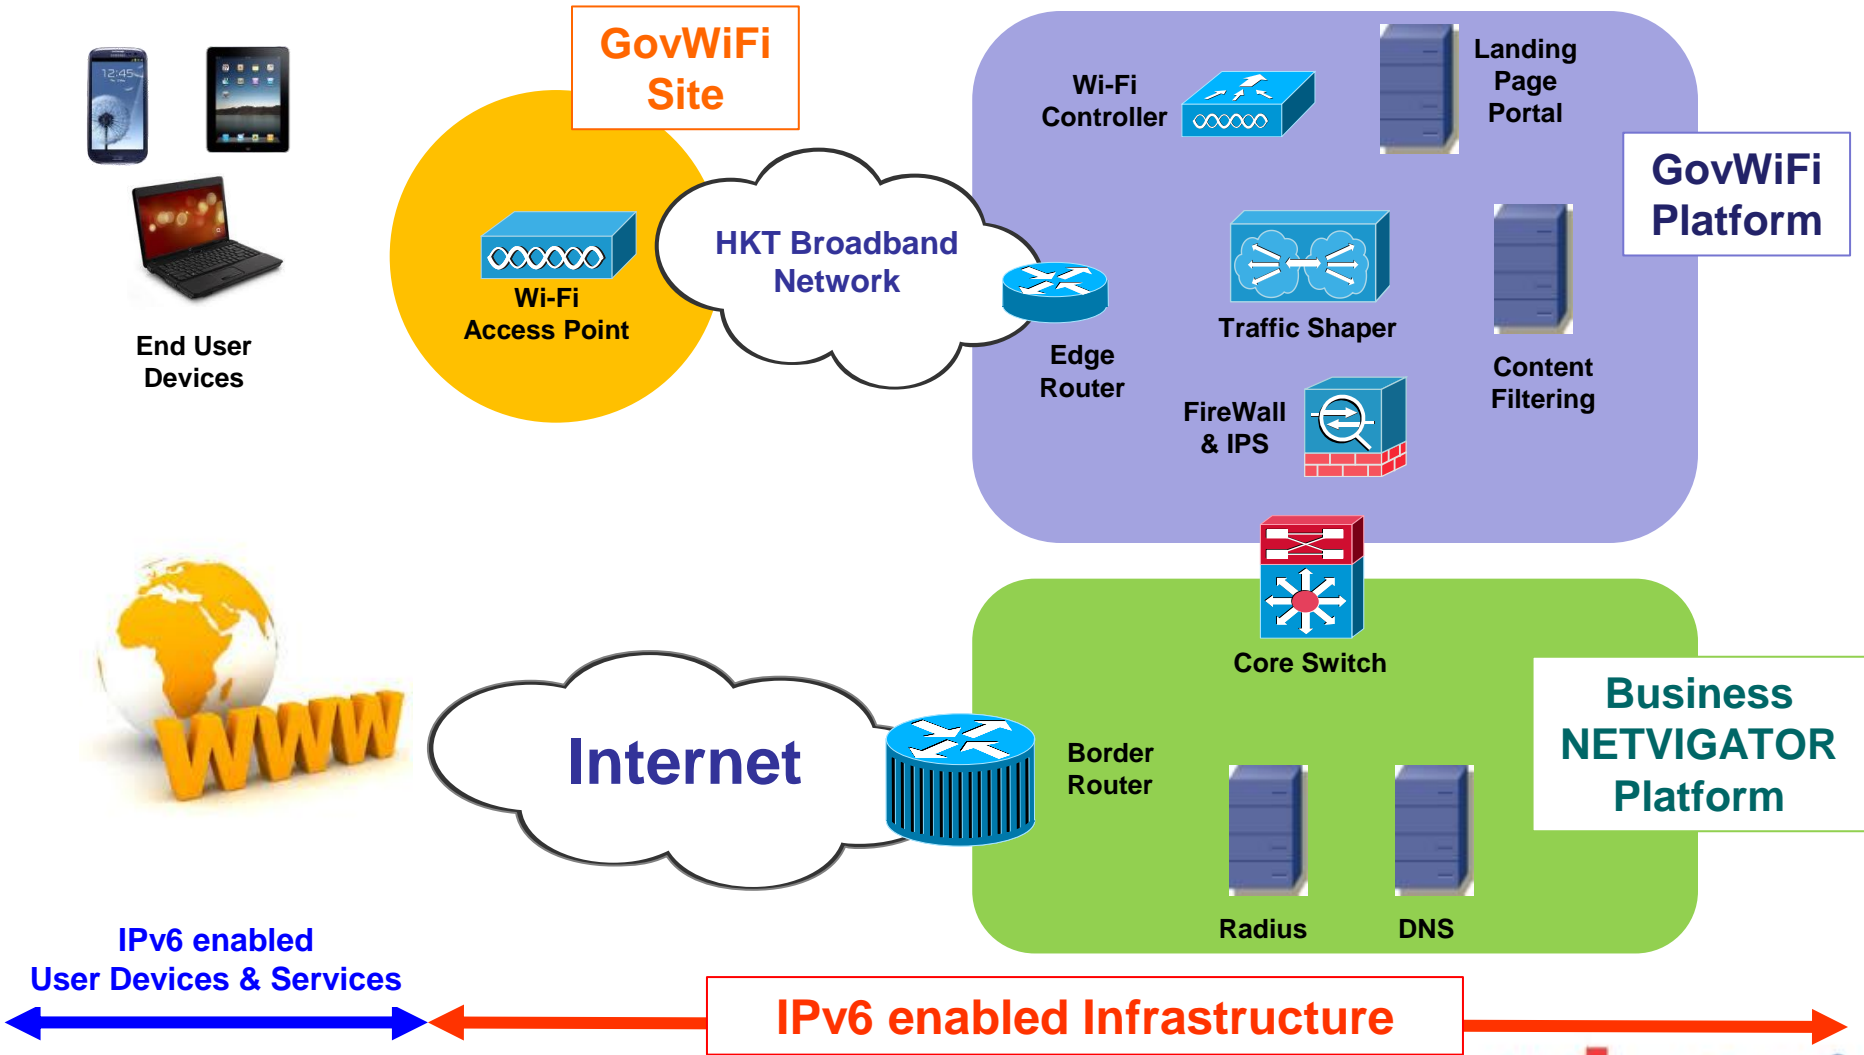 GovWiFi
Site
Wi-Fi
Controller
Landing
Page
Portal
GovWiFi
Platform
12:45
HKT Broadband
Network
Wi-Fi
Access Point
End User
Devices
Edge
Router
Traffic Shaper
Content
Filtering
FireWall
& IPS
Core Switch
Business
NETVIGATOR
Platform
WWW
Internet
Border
Router
Radius
DNS
IPv6 enabled
User Devices & Services
IPv6 enabled Infrastructure